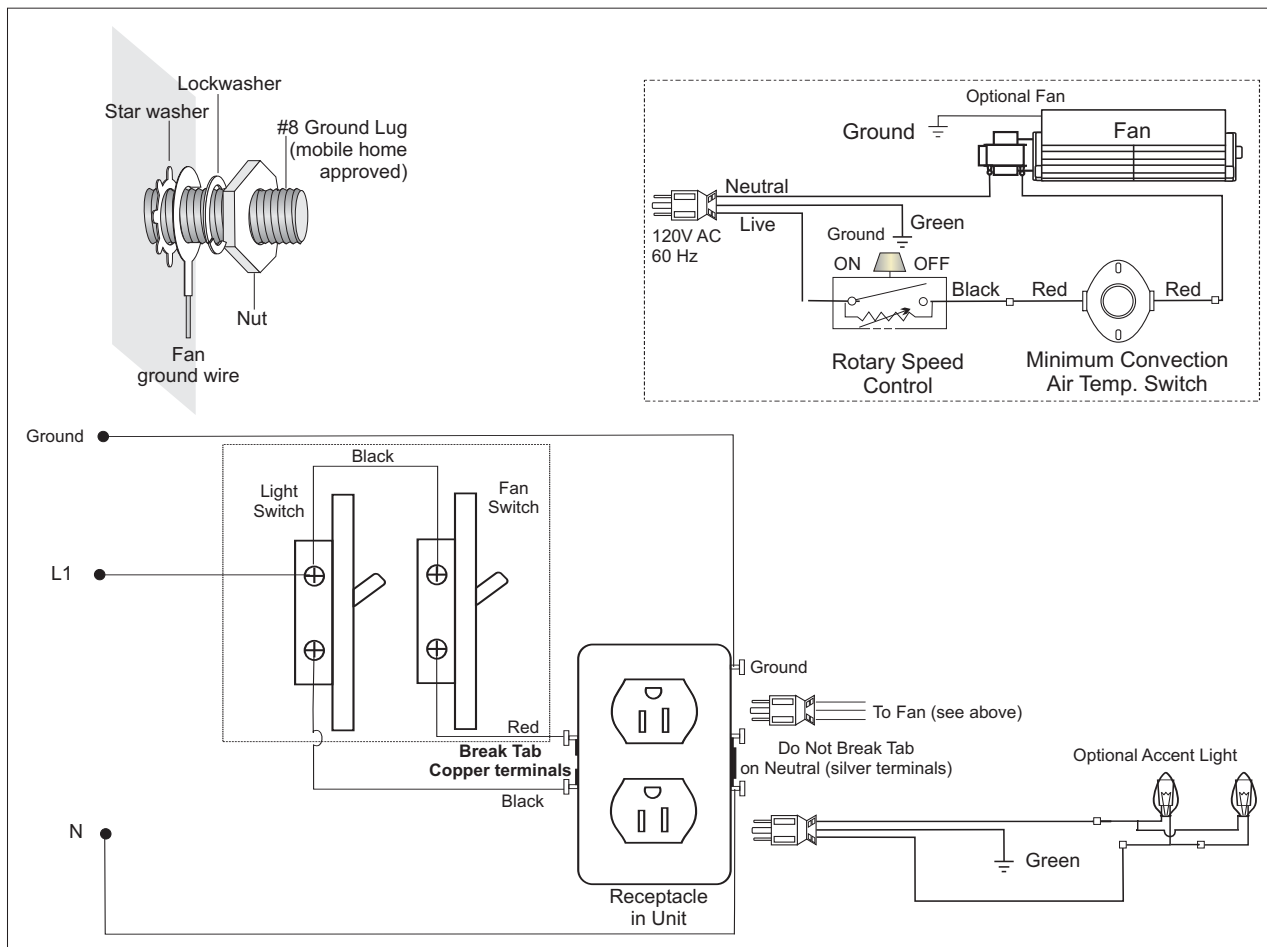 Lockwasher
Star washer
#8 Ground Lug
(mobile home
approved)
Nut
Fan
ground wire
Optional Fan
Ground
Fan
Neutral
Live
120V AC
60 Hz
Green
Ground
ON
OFF
Black
Red
Red
Rotary Speed
Control
Minimum Convection
Air Temp. Switch
Ground
Black
Light
Switch
Fan
Switch
L1
Ground
To Fan (see above)
Red
Break Tab
Copper terminals
Do Not Break Tab
on Neutral (silver terminals)
Optional Accent Light
Black
N
Green
Receptacle
in Unit